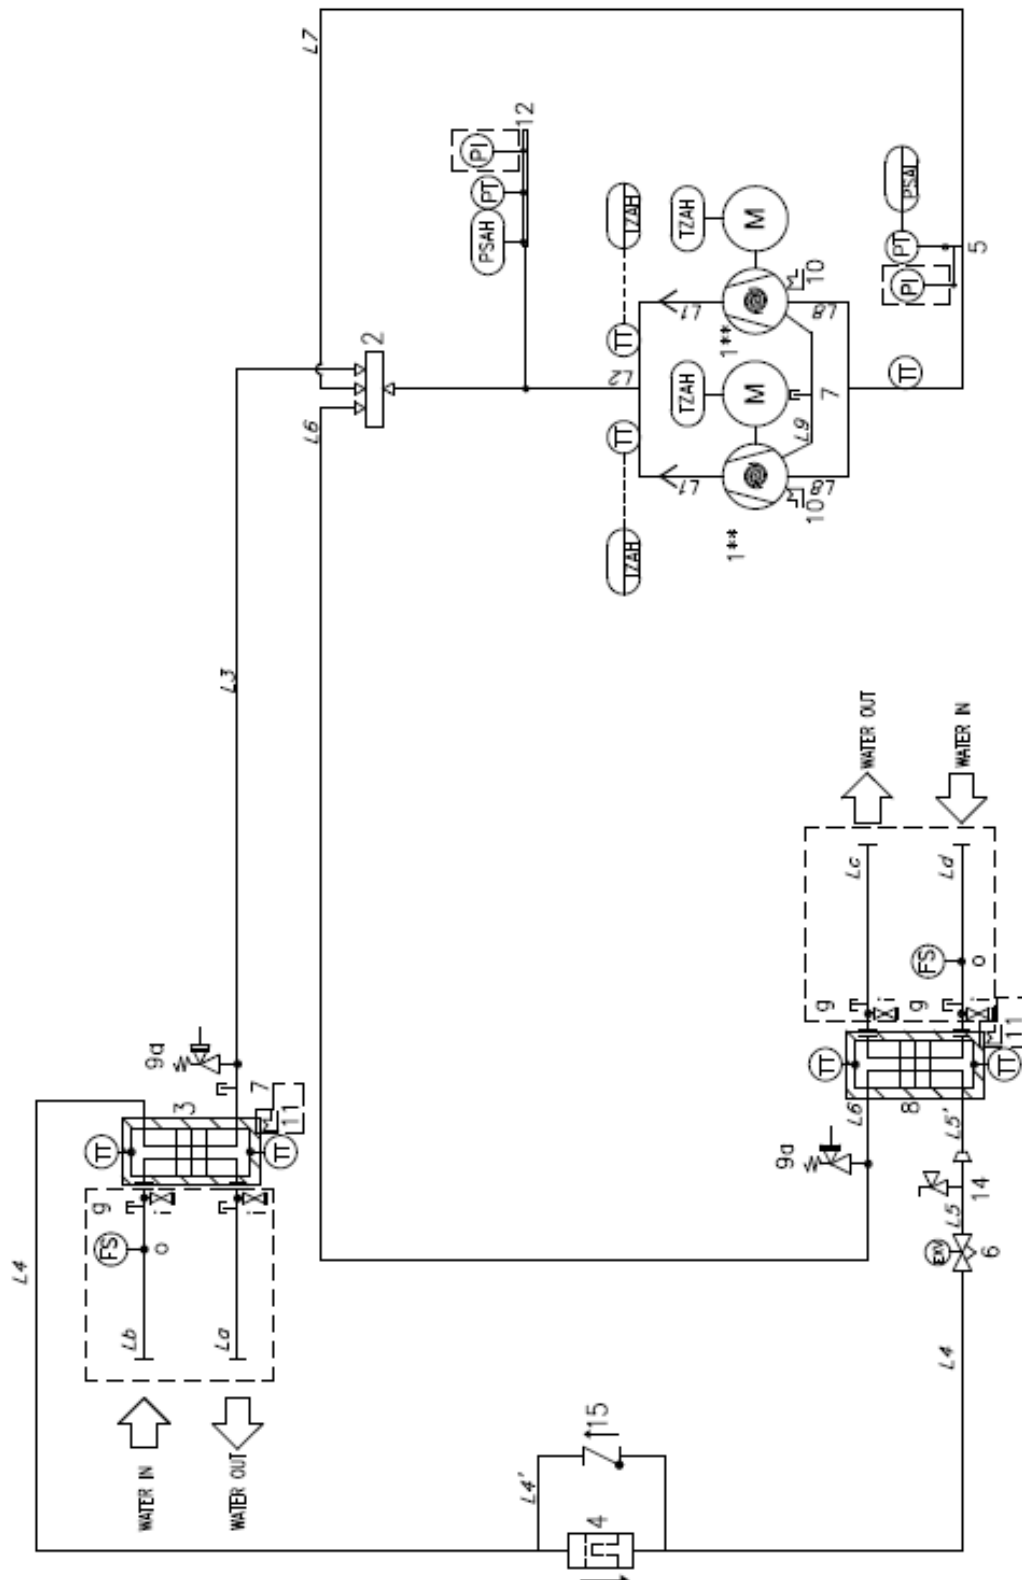 L7
12
PI
PT
PSAH
TZAH
TZAH
M
PSAL
PT
PI
5
10
L1
L8
TT
1**
2
L2
TZAH
M
7
TT
L6
TT
L9
L1
L8
10
TZAH
1**
L3
WATER OUT
WATER IN
Lc
Ld
FS
o
g
i
g
i
11
9a
7
3
11
TT
TT
TT
TT
L6
8
L5'
9a
14
L5
g
i
i
FS
o
EXV
6
L4
Lb
La
L4
15
WATER IN
WATER OUT
L4'
4